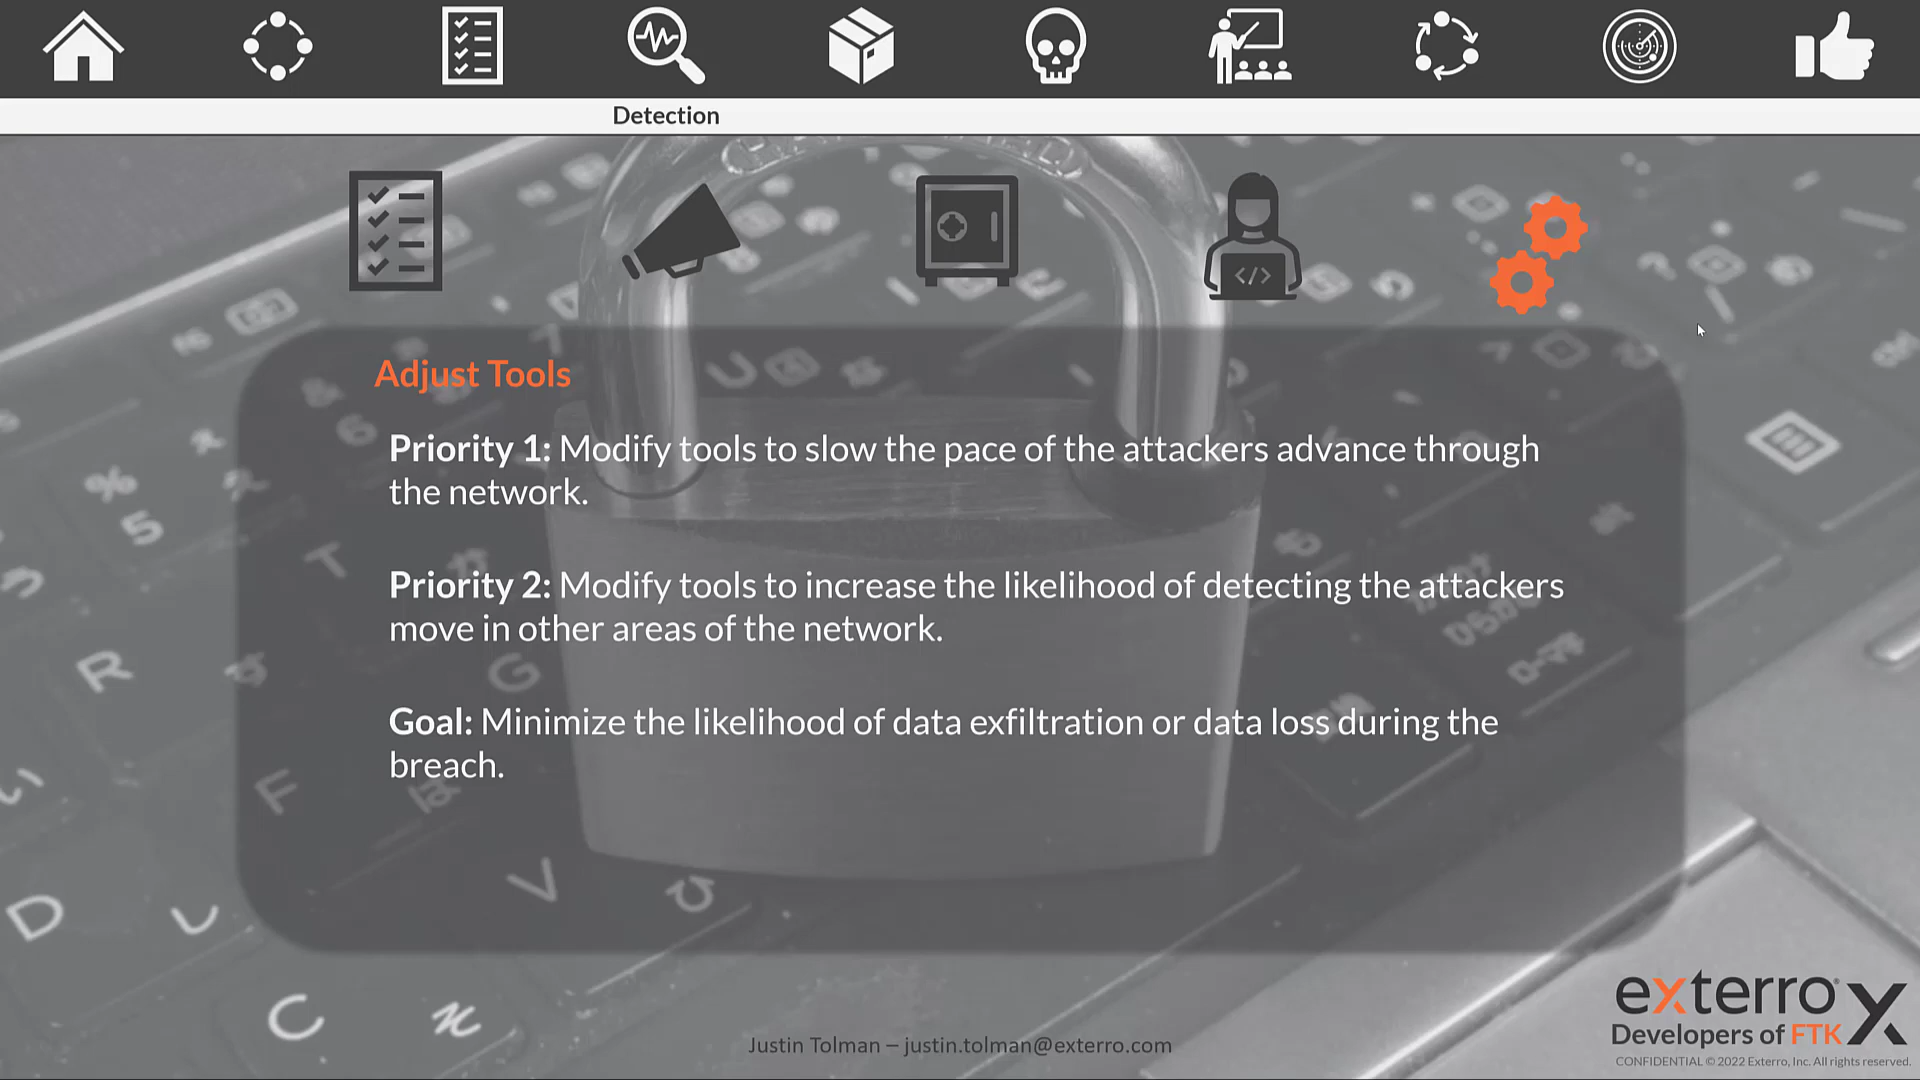 Detection
Adjust Tools
Priority 1: Modify tools to slow the pace of the attackers advance through
the network.
Priority 2: Modify tools to increase the likelihood of detecting the attackers
move in other areas of the network.
Goal: Minimize the likelihood of data exfiltration or data loss during the
breach.
</>
%
5
6
T
R
G
F
D
V
C
exterro
Developers of FTK
Justin Tolman – justin.tolman@exterro.com
CONFIDENTIAL © 2022 Exterro, Inc. All rights reserved.